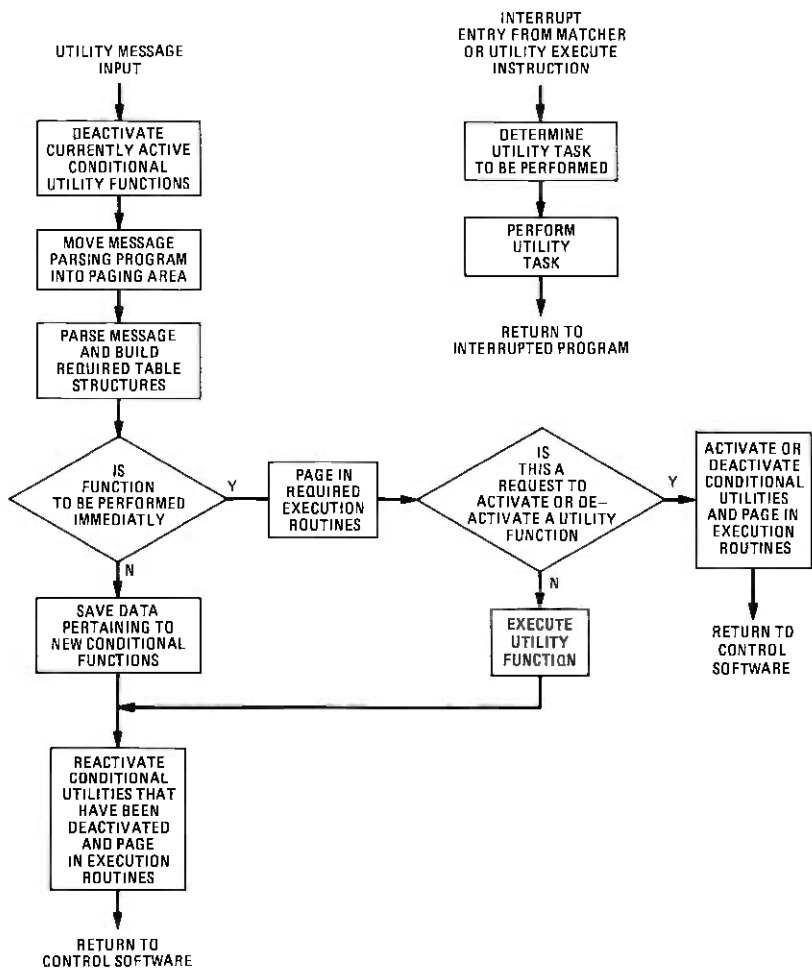 UTILITY MESSAGE
INPUT
DEACTIVATE
CURRENTLY ACTIVE
CONDITIONAL
UTILITY FUNCTIONS
MOVE MESSAGE
PARSING PROGRAM
INTO PAGING AREA
PARSE MESSAGE
AND BUILD
REQUIRED TABLE
STRUCTURES
IS
FUNCTION
TO BE PERFORMED
IMMEDIATLY
Y
N
PAGE IN
REQUIRED
EXECUTION
ROUTINES
IS
THIS A
REQUEST TO
ACTIVATE OR DE-
ACTIVATE A UTILITY
FUNCTION
Y
N
ACTIVATE OR
DEACTIVATE
CONDITIONAL
UTILITIES
AND PAGE IN
EXECUTION
ROUTINES
RETURN TO
CONTROL
SOFTWARE
EXECUTE
UTILITY
FUNCTION
SAVE DATA
PERTAINING TO
NEW CONDITIONAL
FUNCTIONS
REACTIVATE
CONDITIONAL
UTILITIES THAT
HAVE BEEN
DEACTIVATED
AND PAGE
IN EXECUTION
ROUTINES
RETURN TO
CONTROL SOFTWARE
INTERRUPT
ENTRY FROM MATCHER
OR UTILITY EXECUTE
INSTRUCTION
DETERMINE
UTILITY TASK
TO BE PERFORMED
PERFORM
UTILITY
TASK
RETURN TO
INTERRUPTED PROGRAM